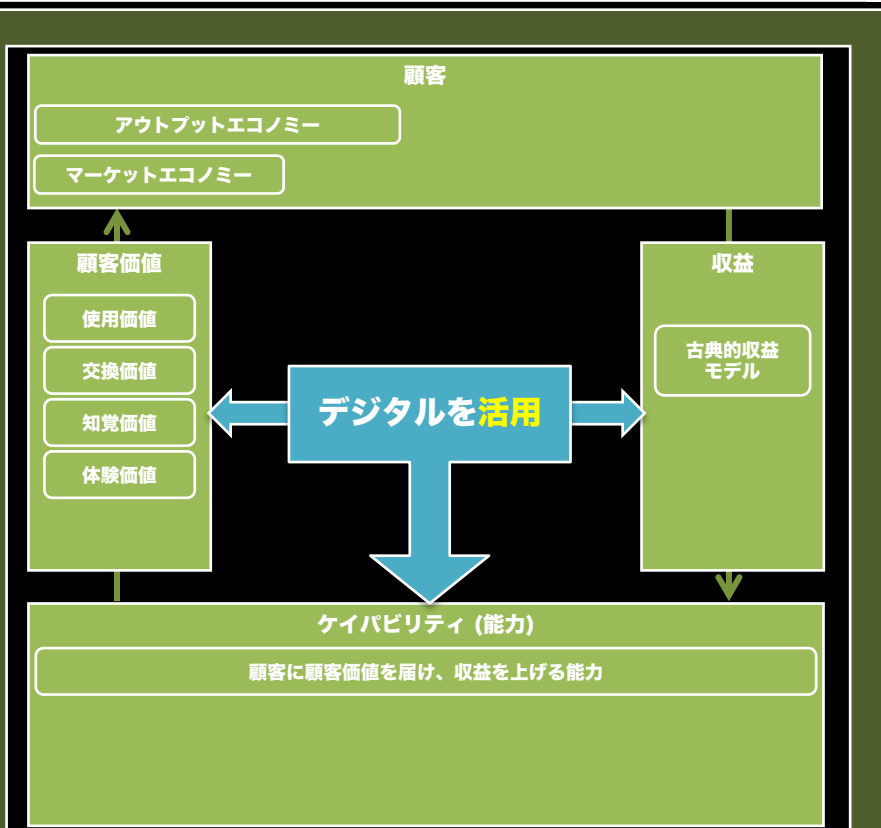 顧客
アウトプットエコノミー
マーケットエコノミー
顧客価値
使用価値
交換価値
知覚価値
体験価値
デジタルを活用
収益
古典的収益
モデル
ケイパビリティ (能力)
顧客に顧客価値を届け、収益を上げる能力